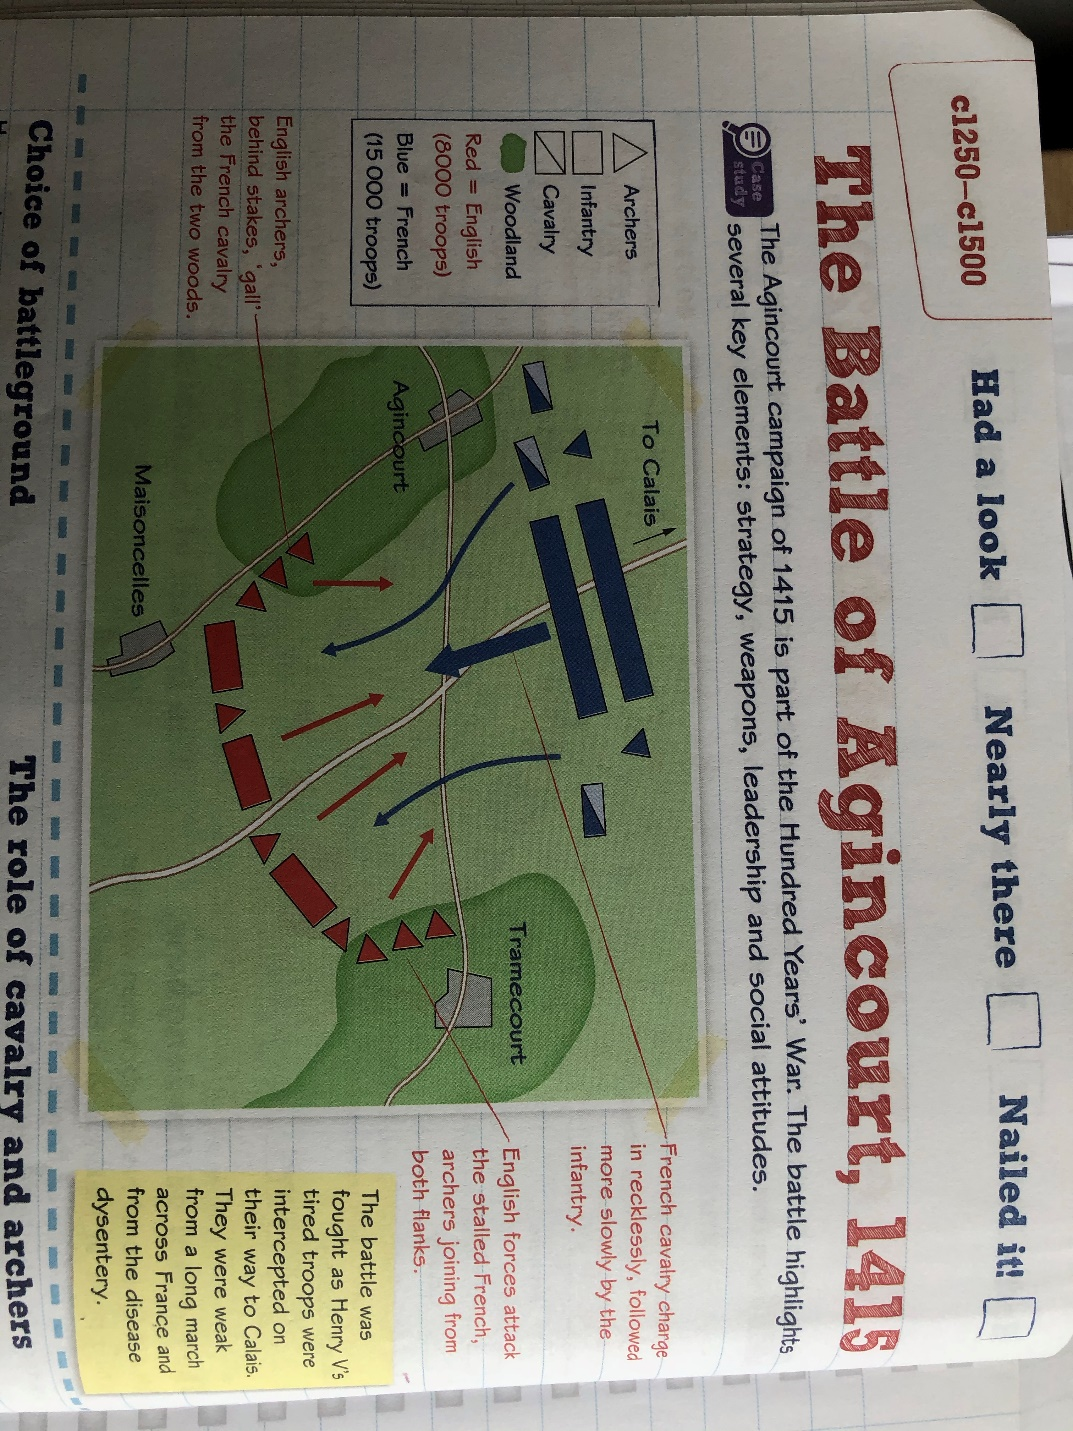 c1250–c1500
Had a look
Nearly there
Nailed it!
The Battle of Agincourt, 1415
Case study
The Agincourt campaign of 1415 is part of the Hundred Years' War. The battle highlights
several key elements: strategy, weapons, leadership and social attitudes.
Archers
Infantry
Cavalry
Woodland
Red = English
(8000 troops)
Blue = French
(15 000 troops)
English archers,
behind stakes, 'gall'
the French cavalry
from the two woods.
To Calais
Agincourt
Maisoncelles
Tramecourt
French cavalry charge
in recklessly, followed
more slowly by the
infantry.
English forces attack
the stalled French,
archers joining from
both flanks.
The battle was
fought as Henry V's
tired troops were
intercepted on
their way to Calais.
They were weak
from a long march
across France and
from the disease
dysentery.
Choice of battleground
The role of cavalry and archers